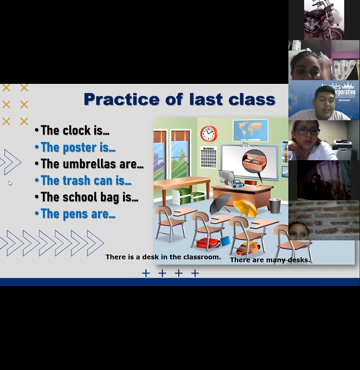 Practice of last class
• The clock is...
• The poster is...
• The umbrellas are...
• The trash can is...
• The school bag is...
• The pens are...
There is a desk in the classroom.
There are many desks.